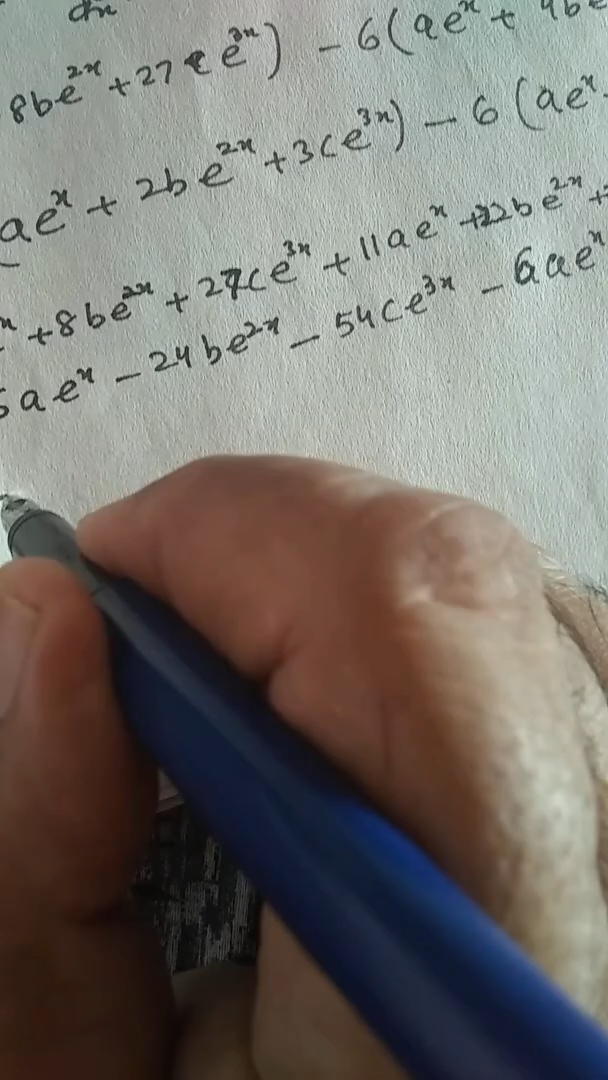 dx
8be^{2x} + 27ce^{3x}) - 6(ae^x + 4be
ae^x + 2be^{2x} + 3ce^{3x}) - 6(ae^x
x + 8be^{2x} + 27ce^{3x} + 11ae^x + 22be^{2x} +
ae^x - 24be^{2x} - 54ce^{3x} - 6ae^x